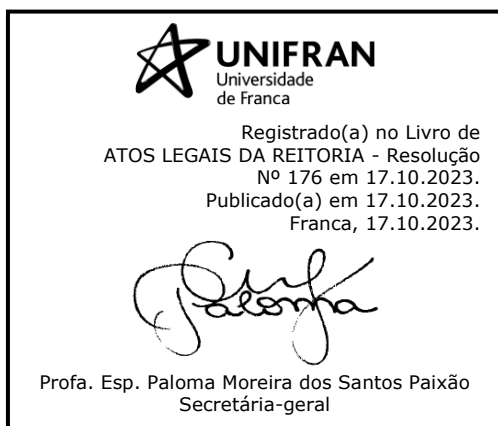 UNIFRAN
Universidade
de Franca
Registrado(a) no Livro de
ATOS LEGAIS DA REITORIA - Resolução
Nº 176 em 17.10.2023.
Publicado(a) em 17.10.2023.
Franca, 17.10.2023.
Paloma
Profa. Esp. Paloma Moreira dos Santos Paixão
Secretária-geral